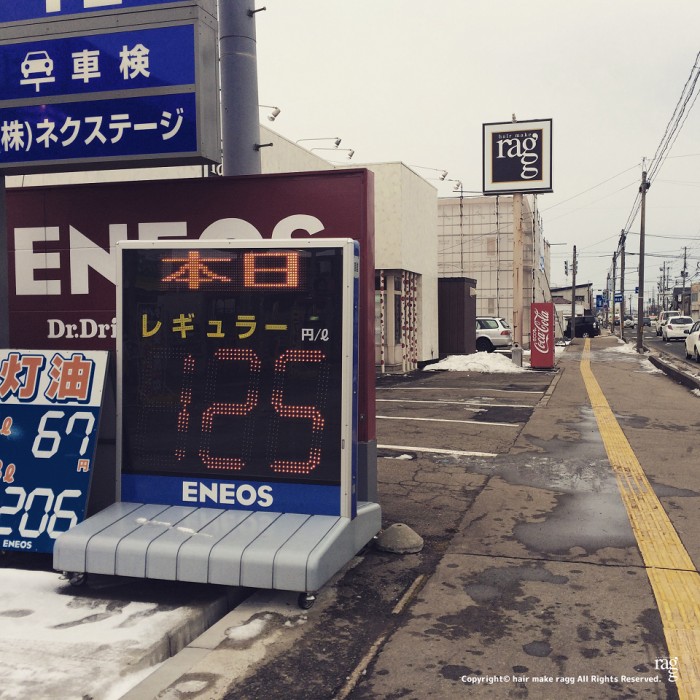 車検
(株)ネクステージ
ENEOS
Dr.Dri
本日
レギュラー 円/ℓ
125
ENEOS
灯油
ℓ 67 円
ℓ 206
ENEOS
hair make
rag
Coca-Cola
rag
Copyright© hair make ragg All Rights Reserved.